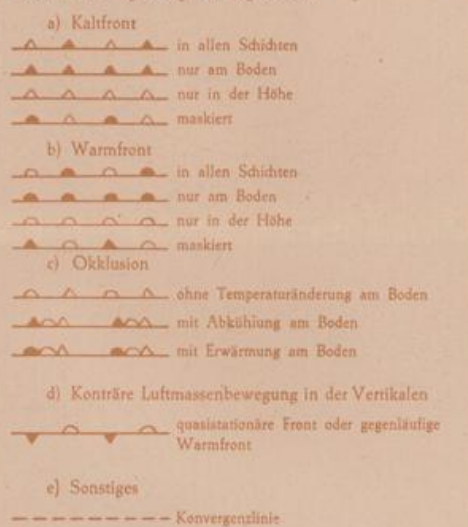 a) Kaltfront
in allen Schichten
nur am Boden
nur in der Höhe
maskiert
b) Warmfront
in allen Schichten
nur am Boden
nur in der Höhe
maskiert
c) Okklusion
ohne Temperaturänderung am Boden
mit Abkühlung am Boden
mit Erwärmung am Boden
d) Konträre Luftmassenbewegung in der Vertikalen
quasistationäre Front oder gegenläufige
Warmfront
e) Sonstiges
Konvergenzlinie